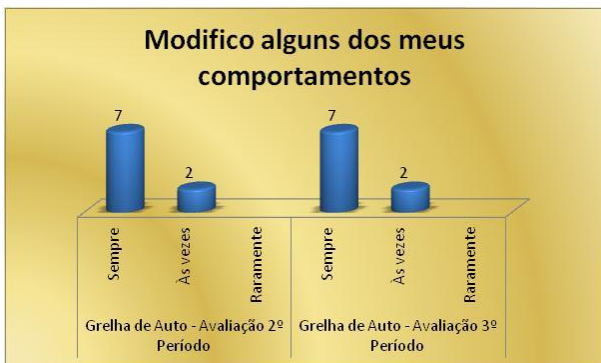 Modifico alguns dos meus
comportamentos
7
2
7
2
Sempre
Às vezes
Raramente
Sempre
Às vezes
Raramente
Grelha de Auto - Avaliação 2º
Período
Grelha de Auto - Avaliação 3º
Período